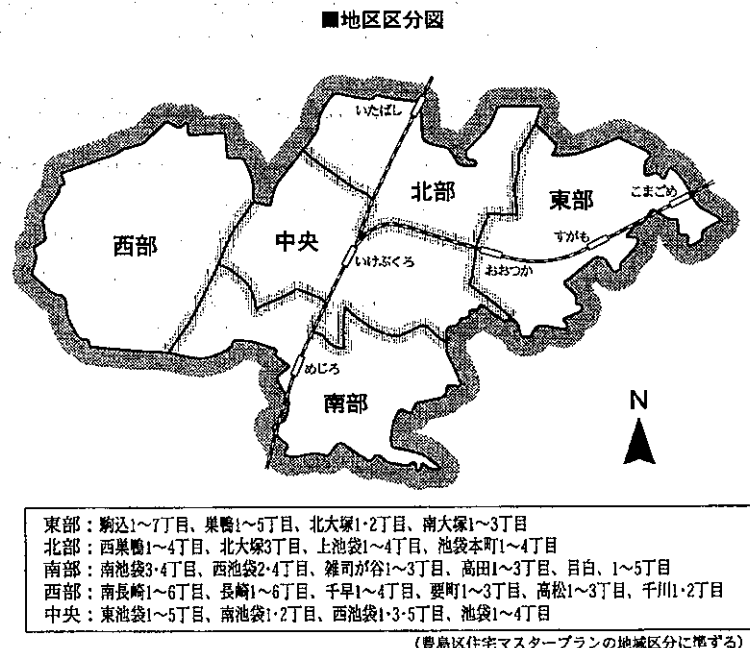 ■地区区分図
いたばし
北部
東部
こまごめ
西部
中央
すがも
いけぶくろ
おおつか
めじろ
南部
N
東部：駒込1～7丁目、巣鴨1～5丁目、北大塚1・2丁目、南大塚1～3丁目
北部：西巣鴨1～4丁目、北大塚3丁目、上池袋1～4丁目、池袋本町1～4丁目
南部：南池袋3・4丁目、西池袋2・4丁目、雑司が谷1～3丁目、高田1～3丁目、目白、1～5丁目
西部：南長崎1～6丁目、長崎1～6丁目、千早1～4丁目、要町1～3丁目、高松1～3丁目、千川1・2丁目
中央：東池袋1～5丁目、南池袋1・2丁目、西池袋1・3・5丁目、池袋1～4丁目
(豊島区住宅マスタープランの地域区分に準ずる)